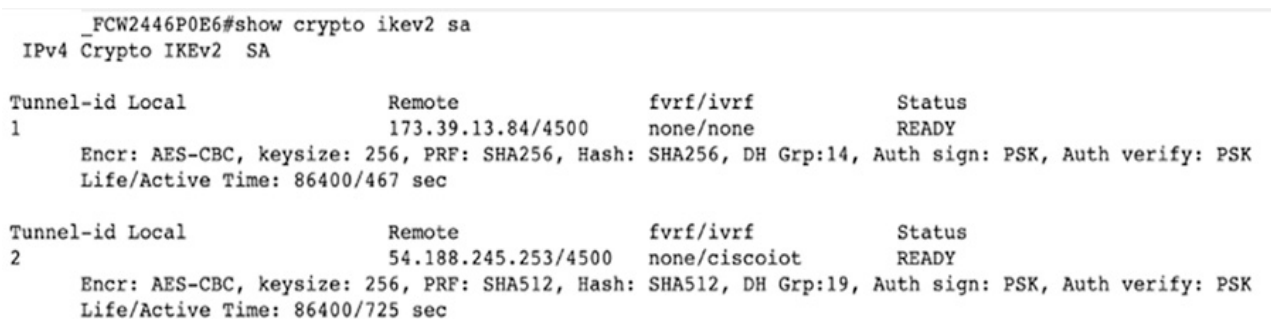 _FCW2446P0E6#show crypto ikev2 sa
IPv4 Crypto IKEv2 SA
Tunnel-id Local Remote fvrf/ivrf Status
1 173.39.13.84/4500 none/none READY
Encr: AES-CBC, keysize: 256, PRF: SHA256, Hash: SHA256, DH Grp:14, Auth sign: PSK, Auth verify: PSK
Life/Active Time: 86400/467 sec
Tunnel-id Local Remote fvrf/ivrf Status
2 54.188.245.253/4500 none/ciscoiot READY
Encr: AES-CBC, keysize: 256, PRF: SHA512, Hash: SHA512, DH Grp:19, Auth sign: PSK, Auth verify: PSK
Life/Active Time: 86400/725 sec